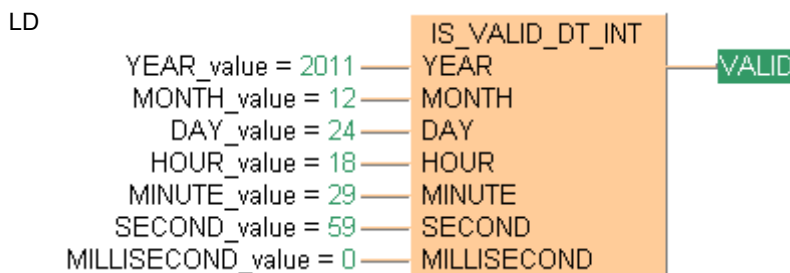 LD
IS_VALID_DT_INT
YEAR_value = 2011 YEAR VALID
MONTH_value = 12 MONTH
DAY_value = 24 DAY
HOUR_value = 18 HOUR
MINUTE_value = 29 MINUTE
SECOND_value = 59 SECOND
MILLISECOND_value = 0 MILLISECOND